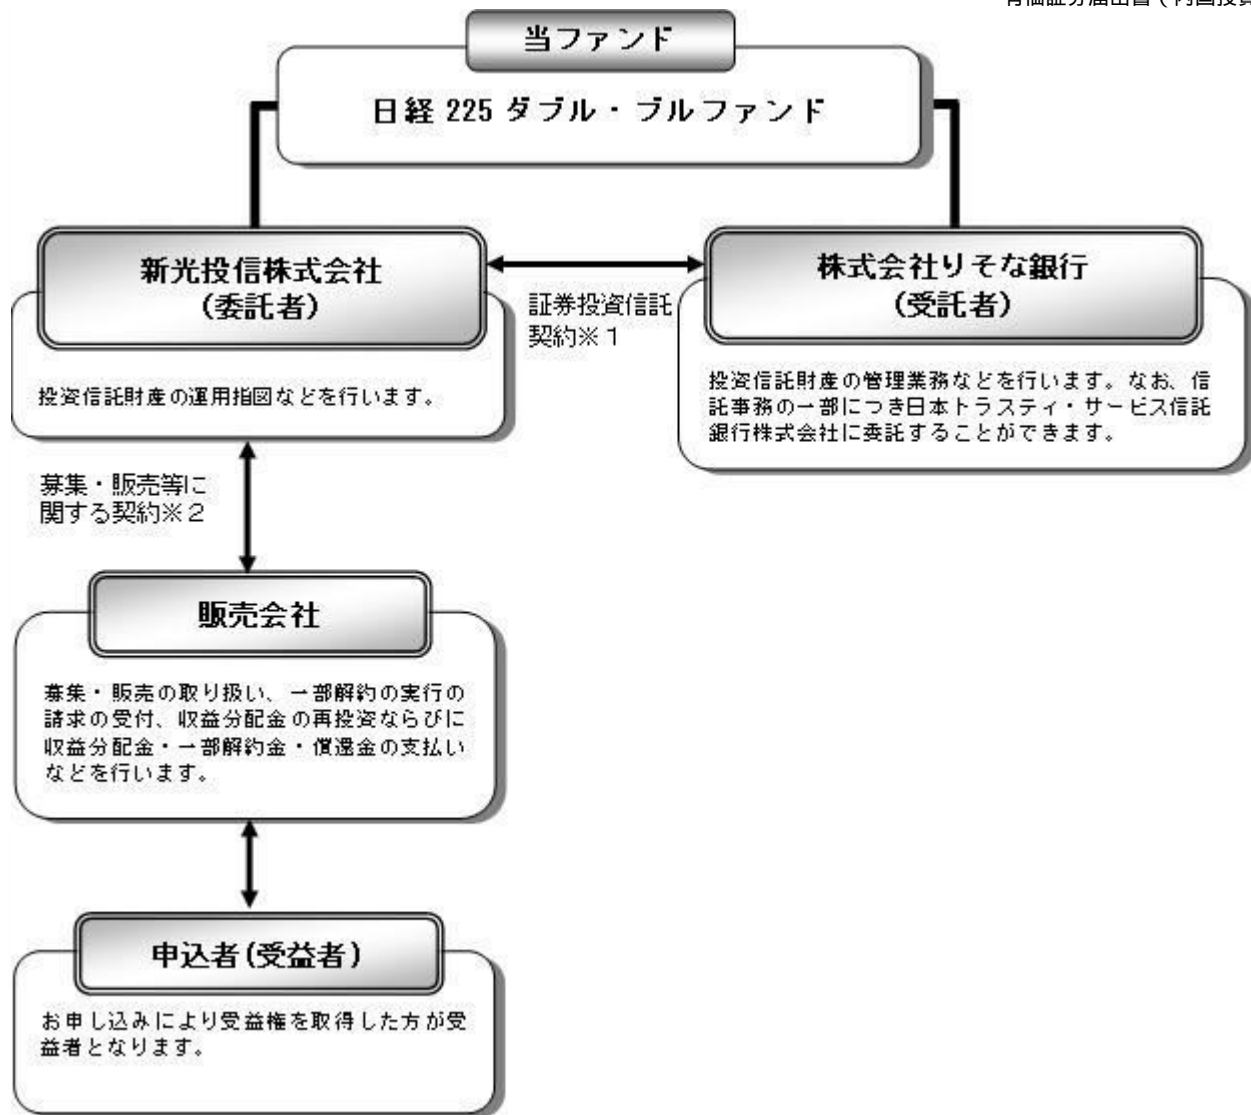 当ファンド
日経 225 ダブル・ブルファンド
新光投信株式会社
(委託者)
証券投資信託
契約※１
株式会社りそな銀行
(受託者)
投資信託財産の運用指図などを行います。
投資信託財産の管理業務などを行います。なお、信
託事務の一部につき日本トラスティ・サービス信託
銀行株式会社に委託することができます。
募集・販売等に
関する契約※２
販売会社
募集・販売の取り扱い、一部解約の実行の
請求の受付、収益分配金の再投資ならびに
収益分配金・一部解約金・償還金の支払い
などを行います。
申込者(受益者)
お申し込みにより受益権を取得した方が受
益者となります。